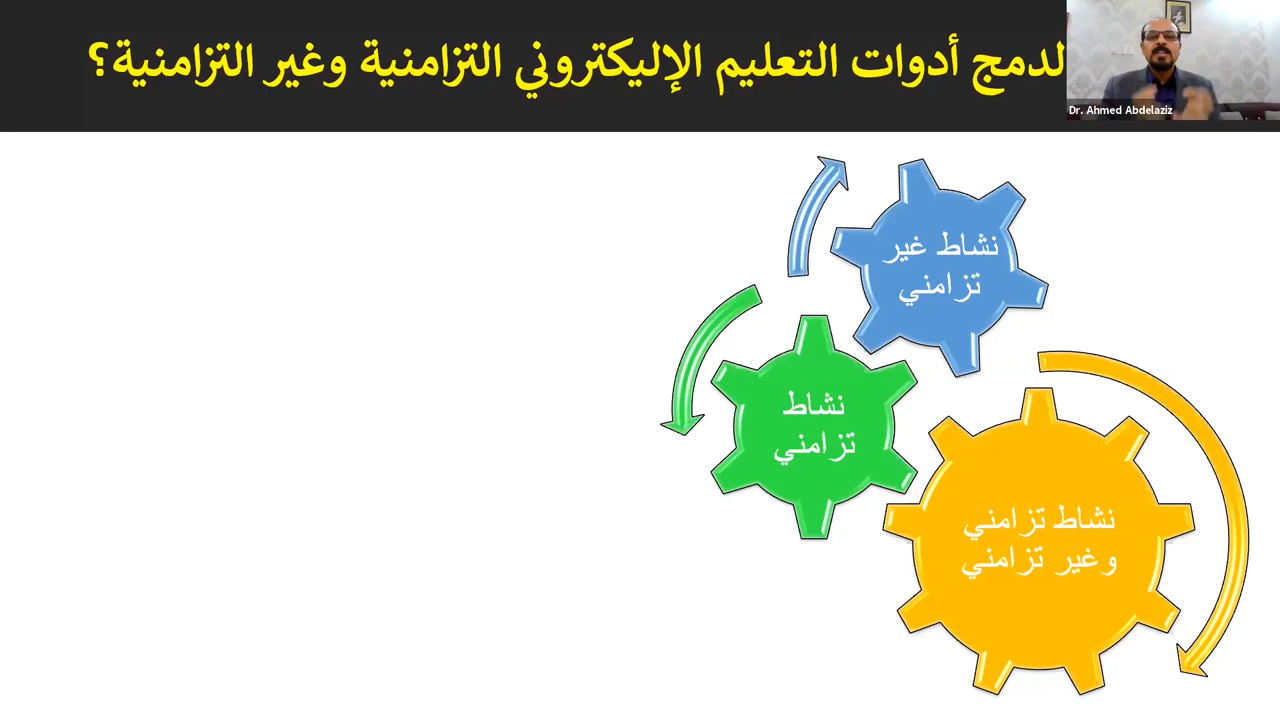 لدمج أدوات التعليم الإليكتروني التزامنية وغير التزامنية؟
Dr. Ahmed Abdelaziz
نشاط غير
تزامني
نشاط
تزامني
نشاط تزامني
وغير تزامني